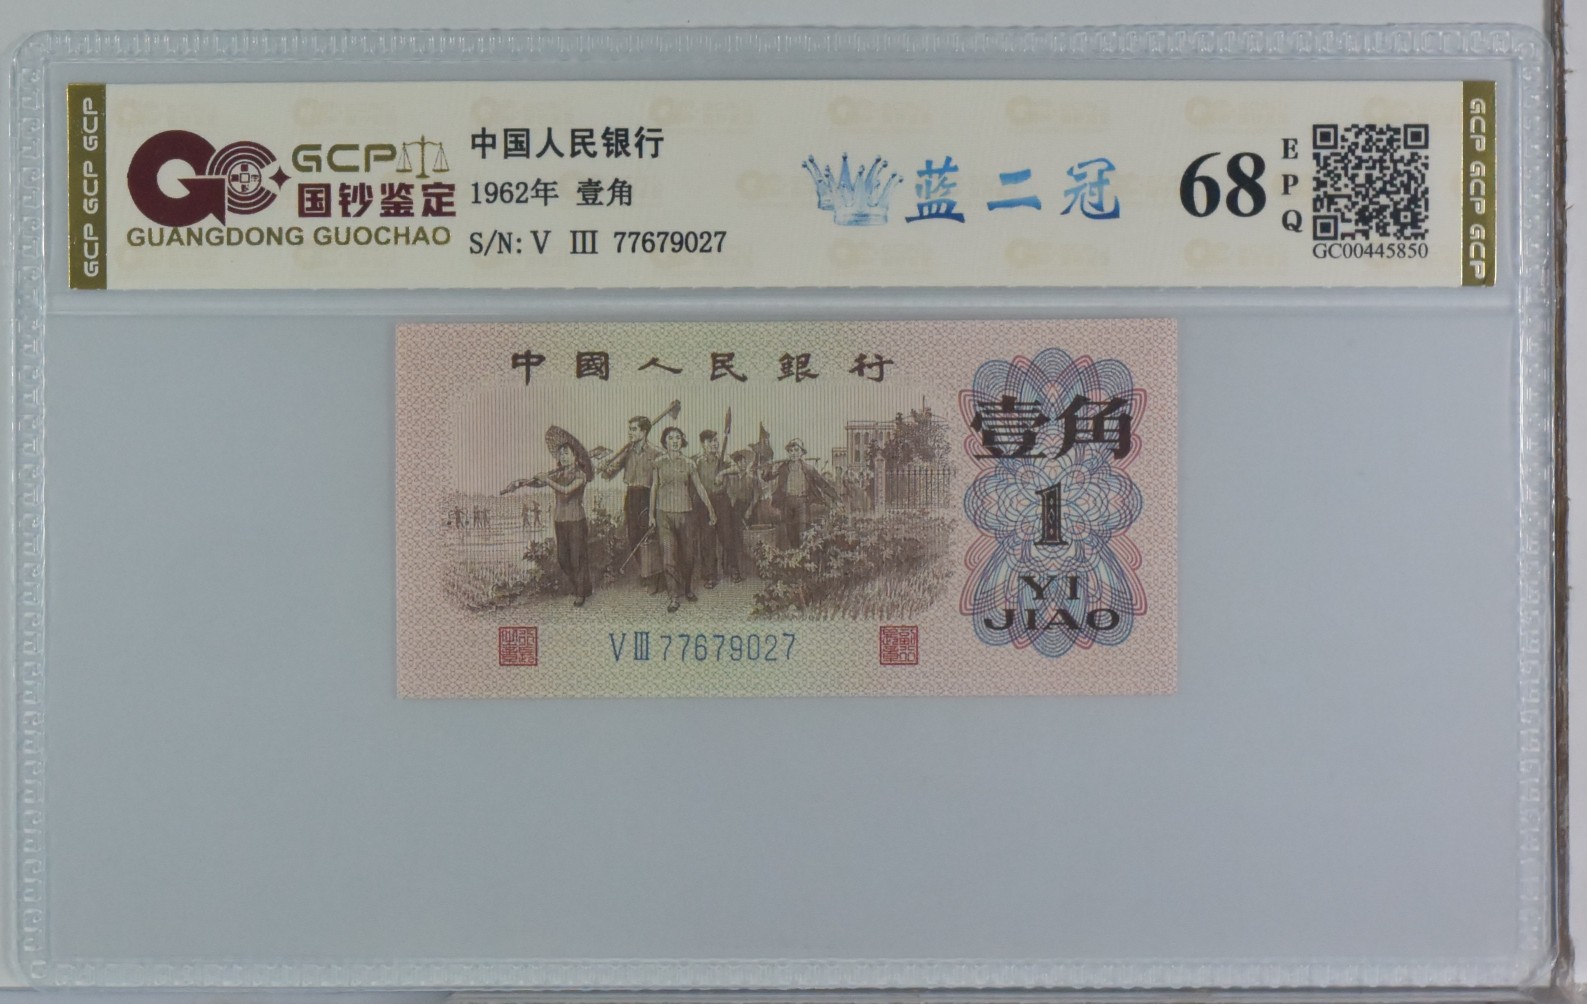 GCP GCP GCP
GCP
国钞鉴定
GUANGDONG GUOCHAO
中国人民银行
1962年 壹角
S/N: V III 77679027
蓝二冠
68
EPQ
GC00445850
GCP GCP GCP
中國人民銀行
壹角
1
YI
JIAO
V III 77679027